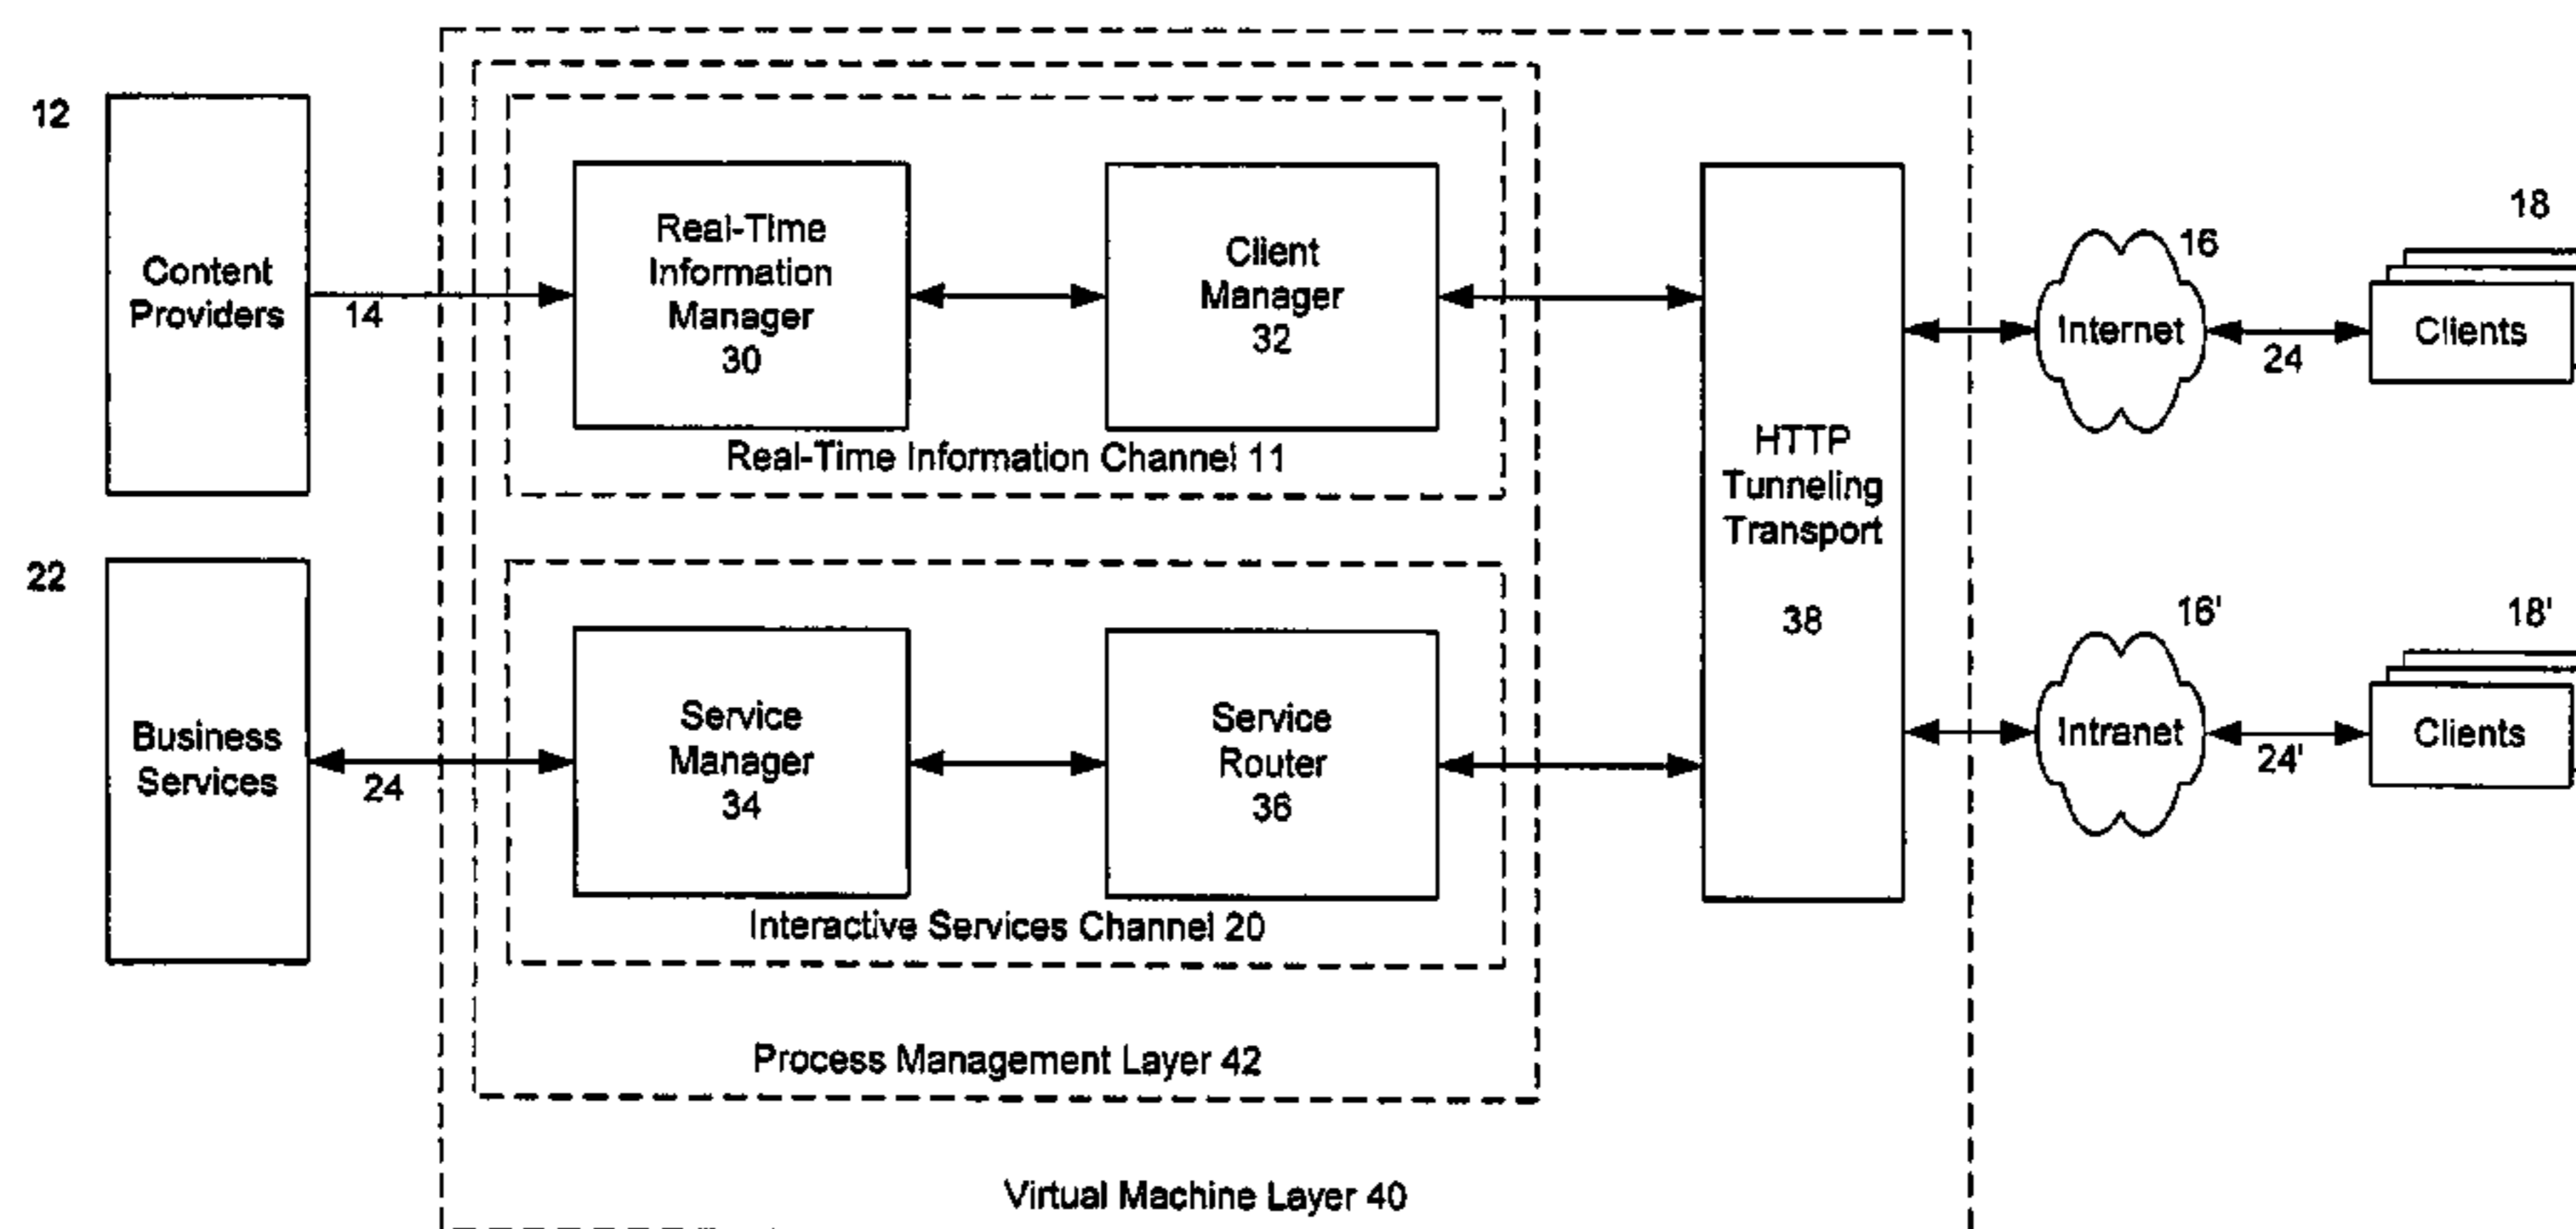 12
Content
Providers
14
Real-Time
Information
Manager
30
Client
Manager
32
Real-Time Information Channel 11
22
Business
Services
24
Service
Manager
34
Service
Router
36
Interactive Services Channel 20
Process Management Layer 42
Virtual Machine Layer 40
HTTP
Tunneling
Transport
38
16
Internet
24
18
Clients
16'
Intranet
24'
18'
Clients